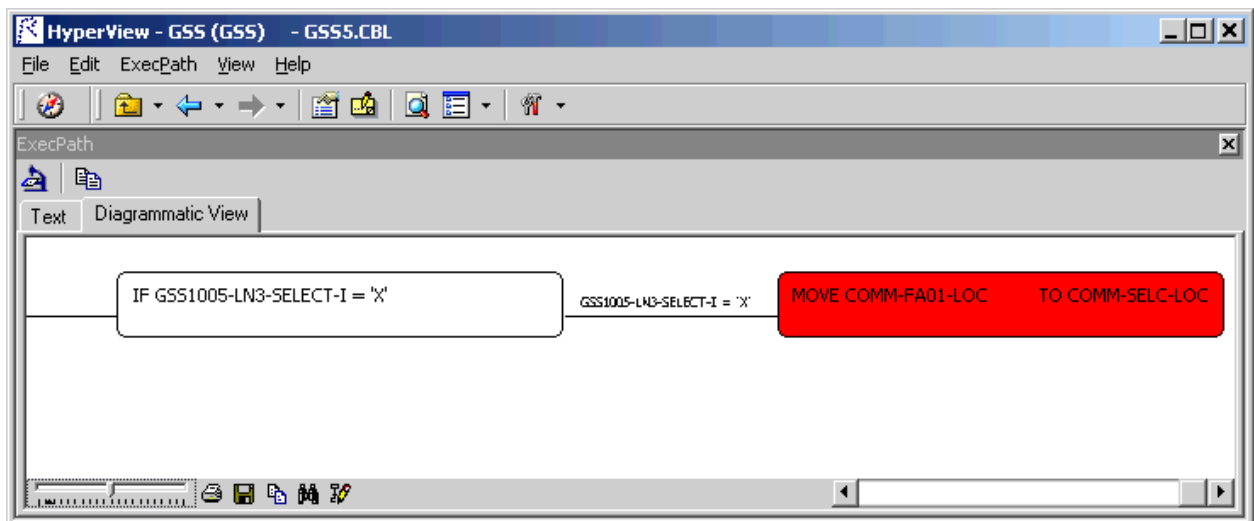 HyperView - GSS (GSS) - GSS5.CBL
File Edit ExecPath View Help
ExecPath
Text Diagrammatic View
IF GSS1005-LN3-SELECT-I = 'X'
GSS1005-LN3-SELECT-I = 'X'
MOVE COMM-FA01-LOC TO COMM-SELC-LOC